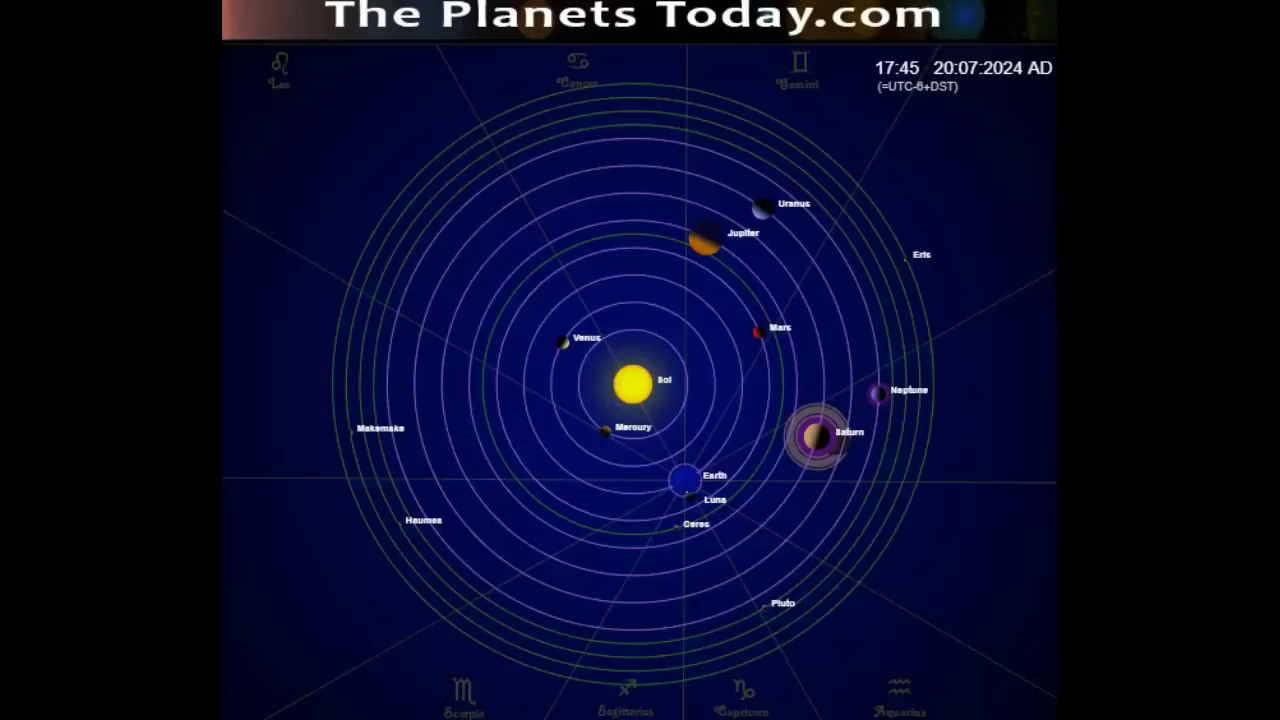 The Planets Today.com
Leo
Cancer
Gemini
17:45 20:07:2024 AD
(=UTC-6+DST)
Uranus
Jupiter
Eris
Mars
Venus
Sol
Neptune
Mercury
Makemake
Saturn
Earth
Luna
Haumea
Ceres
Pluto
Scorpio
Sagittarius
Capricorn
Aquarius